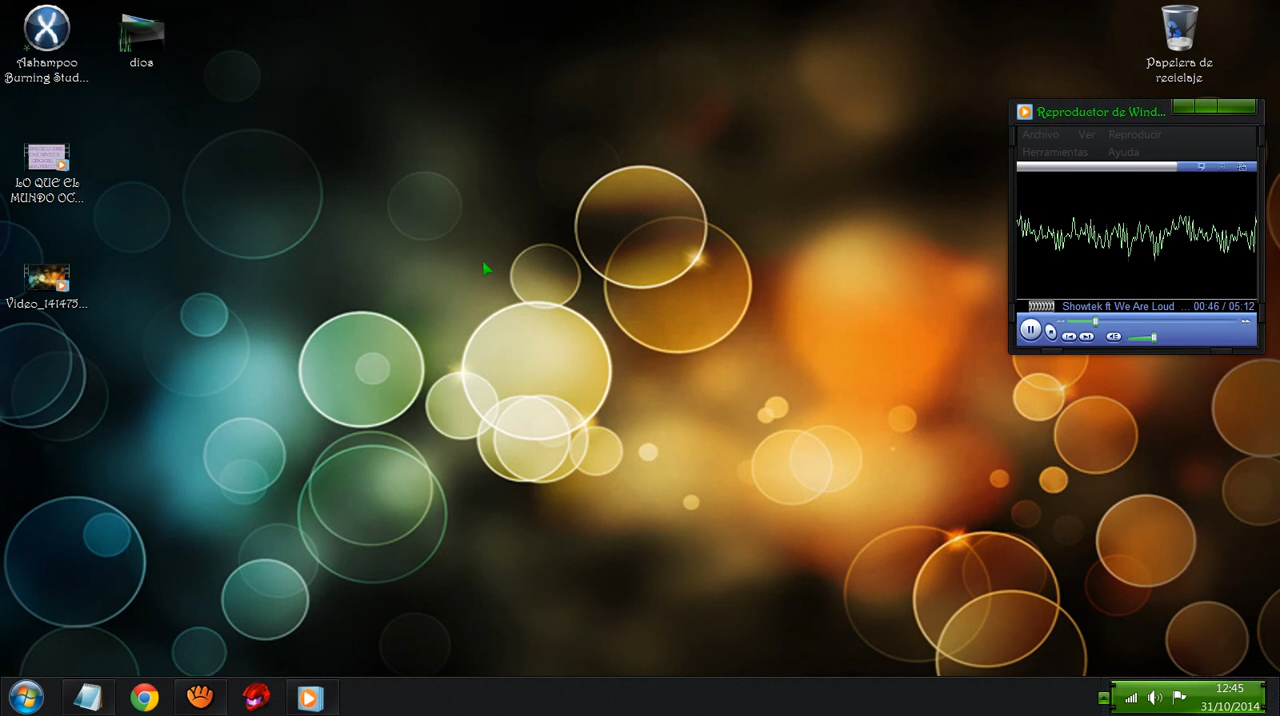 Ashampoo
Burning Stud...
dios
LO QUE EL
MUNDO OC...
Video_141475...
Papelera de
reciclaje
Reproductor de Wind...
Archivo Ver Reproducir
Herramientas Ayuda
Showtek ft We Are Loud ... 00:46 / 05:12
12:45
31/10/2014